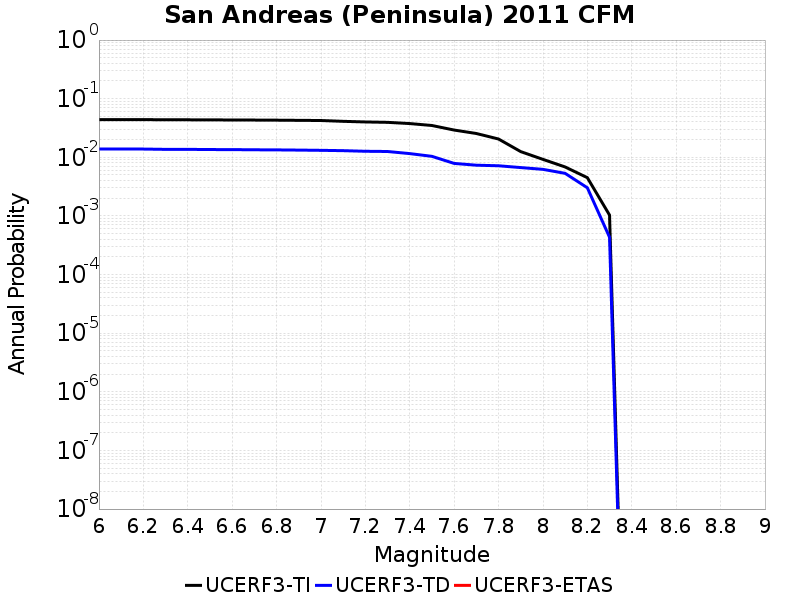 San Andreas (Peninsula) 2011 CFM
10^0
10^-1
10^-2
10^-3
10^-4
10^-5
10^-6
10^-7
10^-8
Annual Probability
6 6.2 6.4 6.6 6.8 7 7.2 7.4 7.6 7.8 8 8.2 8.4 8.6 8.8 9
Magnitude
UCERF3-TI UCERF3-TD UCERF3-ETAS